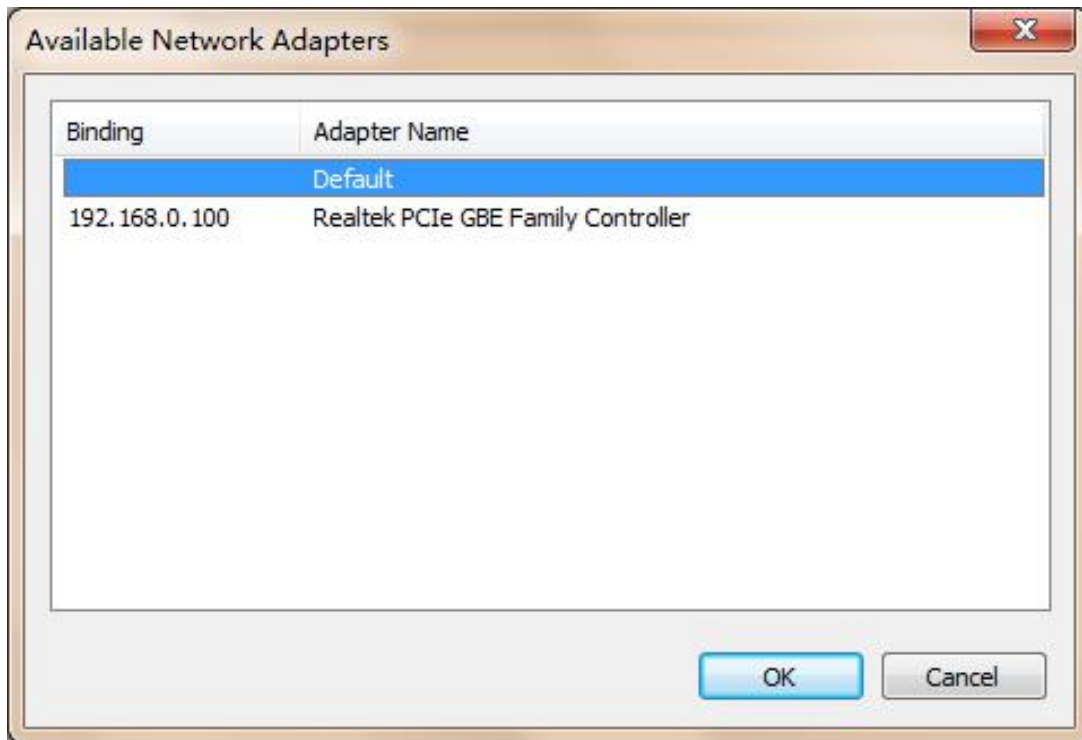 Available Network Adapters
Binding Adapter Name
Default
192.168.0.100 Realtek PCIe GBE Family Controller
OK Cancel